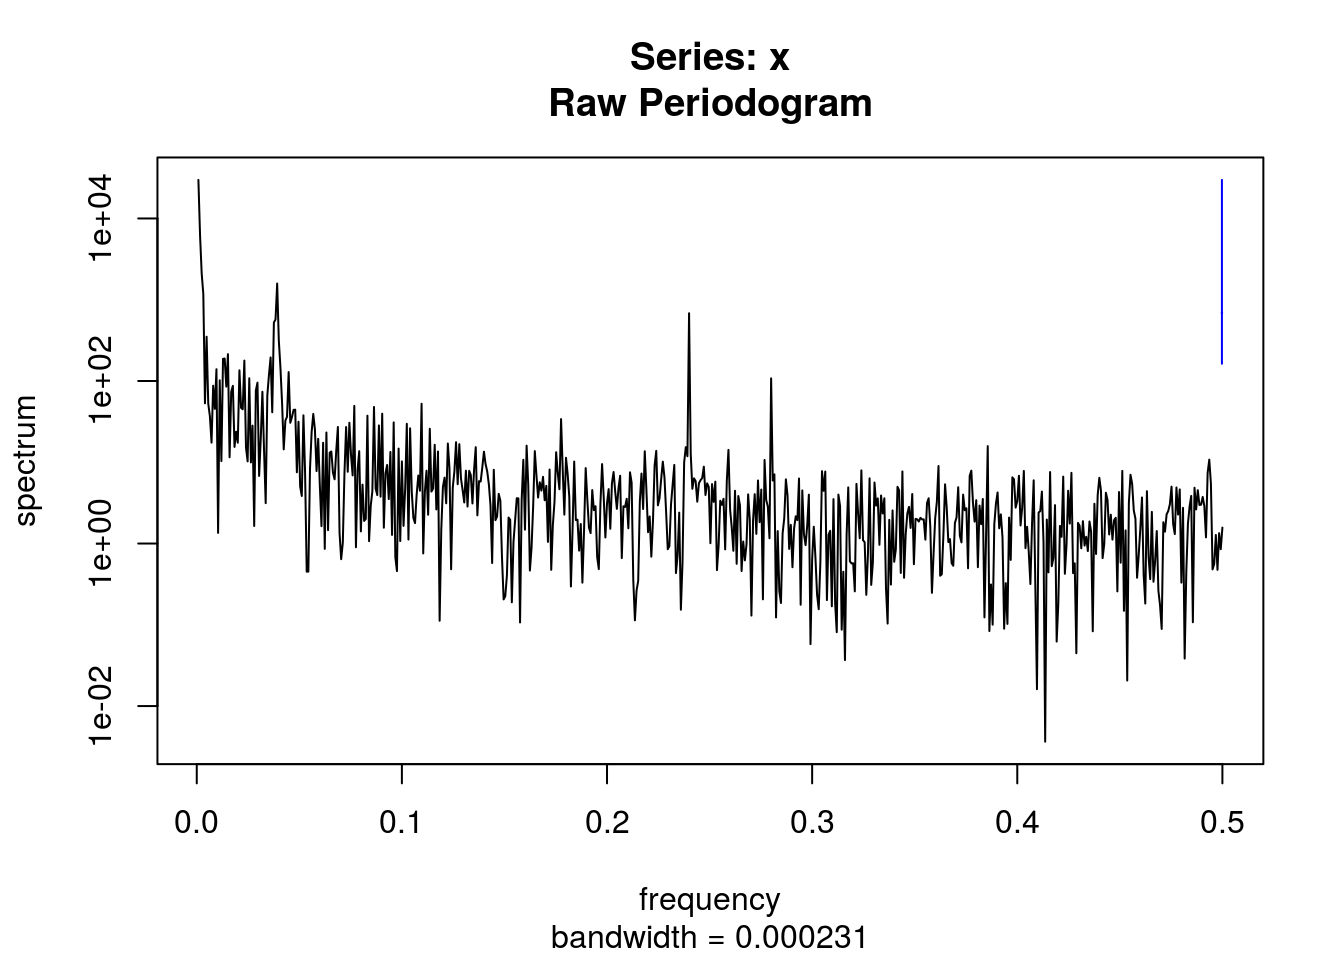 Series: x
Raw Periodogram
spectrum
1e+04
1e+02
1e+00
1e-02
0.0 0.1 0.2 0.3 0.4 0.5
frequency
bandwidth = 0.000231